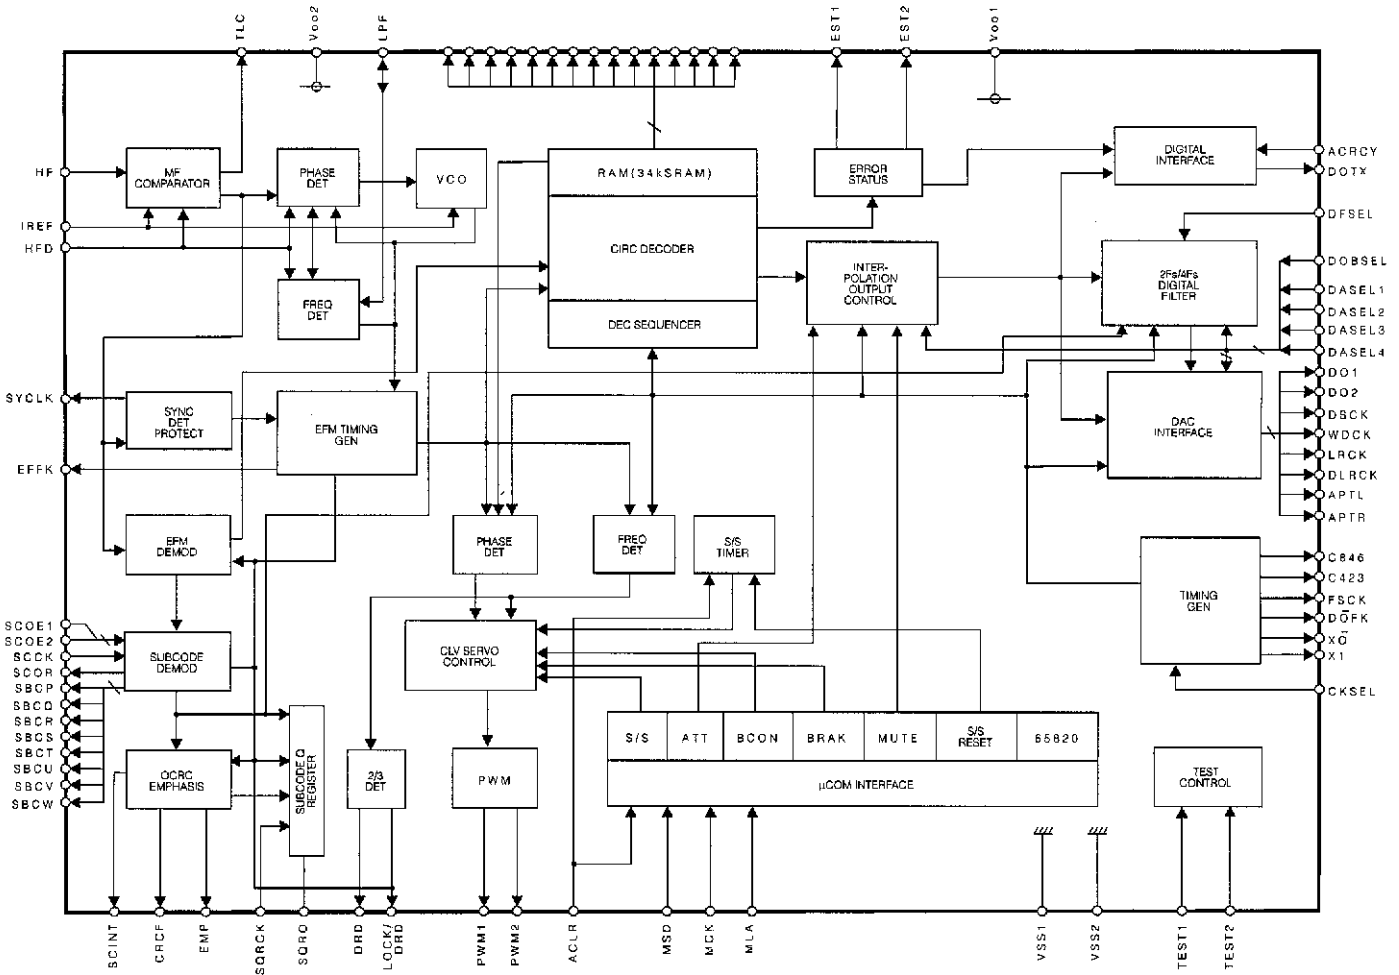 TLC
Voo2
LPF
EST1
EST2
Voo1
HF
IREF
HFD
SYCLK
EFFK
SCOE1
SCOE2
SCCK
SCOR
SBCP
SBCQ
SBCR
SBCS
SBCT
SBCU
SBCV
SBCW
MF
COMPARATOR
PHASE
DET
VCO
FREQ
DET
RAM(34kSRAM)
CIRC DECODER
DEC SEQUENCER
ERROR
STATUS
DIGITAL
INTERFACE
INTER-
POLATION
OUTPUT
CONTROL
2Fs/4Fs
DIGITAL
FILTER
SYNC
DET
PROTECT
EFM TIMING
GEN
DAC
INTERFACE
EFM
DEMOD
PHASE
DET
FREQ
DET
S/S
TIMER
TIMING
GEN
SUBCODE
DEMOD
CLV SERVO
CONTROL
QCRC
EMPHASIS
SUBCODE Q
REGISTER
2/3
DET
PWM
S/S
ATT
BCON
BRAK
MUTE
S/S
RESET
65820
µCOM INTERFACE
TEST
CONTROL
ACRCY
DOTX
DFSEL
DOBSEL
DASEL1
DASEL2
DASEL3
DASEL4
DO1
DO2
DSCK
WDCK
LRCK
DLRCK
APTL
APTR
C846
C423
FSCK
DOFK
XO
X1
CKSEL
SCINT
CRCF
EMP
SQRCK
SQRO
DRD
LOCK/
DRD
PWM1
PWM2
ACLR
MSD
MCK
MLA
VSS1
VSS2
TEST1
TEST2